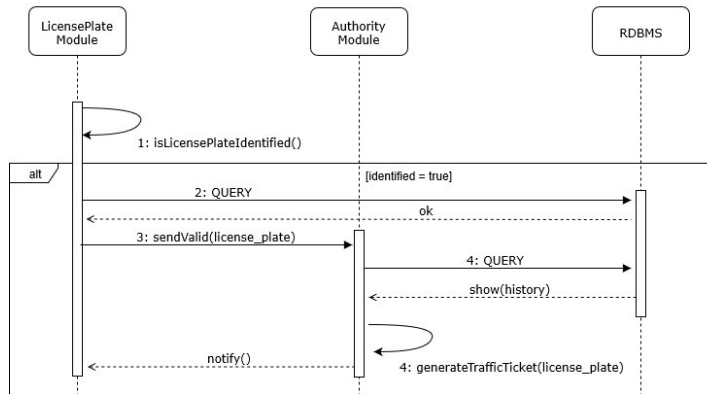 LicensePlate
Module
Authority
Module
RDBMS
1: isLicensePlateIdentified()
alt
[identified = true]
2: QUERY
ok
3: sendValid(license_plate)
4: QUERY
show(history)
notify()
4: generateTrafficTicket(license_plate)